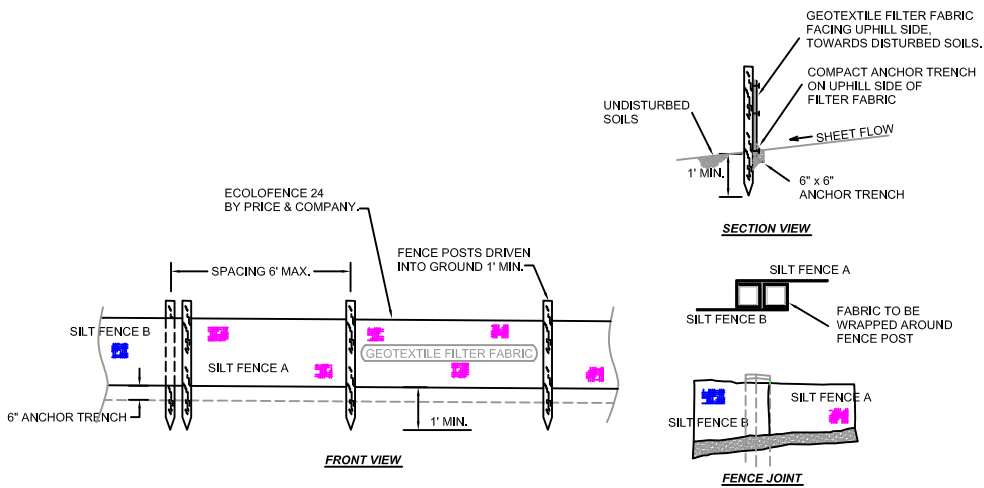 GEOTEXTILE FILTER FABRIC
FACING UPHILL SIDE,
TOWARDS DISTURBED SOILS.
COMPACT ANCHOR TRENCH
ON UPHILL SIDE OF
FILTER FABRIC
UNDISTURBED
SOILS
SHEET FLOW
1' MIN.
6" x 6"
ANCHOR TRENCH
SECTION VIEW
ECOLOFENCE 24
BY PRICE & COMPANY.
SPACING 6' MAX.
FENCE POSTS DRIVEN
INTO GROUND 1' MIN.
SILT FENCE B
SILT FENCE A
GEOTEXTILE FILTER FABRIC
6" ANCHOR TRENCH
1' MIN.
FRONT VIEW
SILT FENCE A
SILT FENCE B
FABRIC TO BE
WRAPPED AROUND
FENCE POST
SILT FENCE A
SILT FENCE B
FENCE JOINT